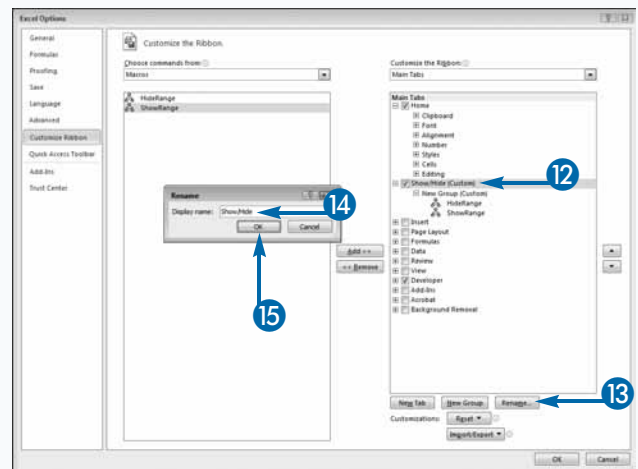 Excel Options
General
Formulas
Proofing
Save
Language
Advanced
Customize Ribbon
Quick Access Toolbar
Add-Ins
Trust Center
Customize the Ribbon.
Choose commands from:
Macros
HideRange
ShowRange
Rename
Display name: Show/Hide
OK Cancel
14
15
Add >>
<< Remove
Customize the Ribbon:
Main Tabs
Main Tabs
Home
Clipboard
Font
Alignment
Number
Styles
Cells
Editing
Show/Hide (Custom)
12
New Group (Custom)
HideRange
ShowRange
Insert
Page Layout
Formulas
Data
Review
View
Developer
Add-Ins
Acrobat
Background Removal
New Tab New Group Rename...
13
Customizations: Reset
Import/Export
OK Cancel